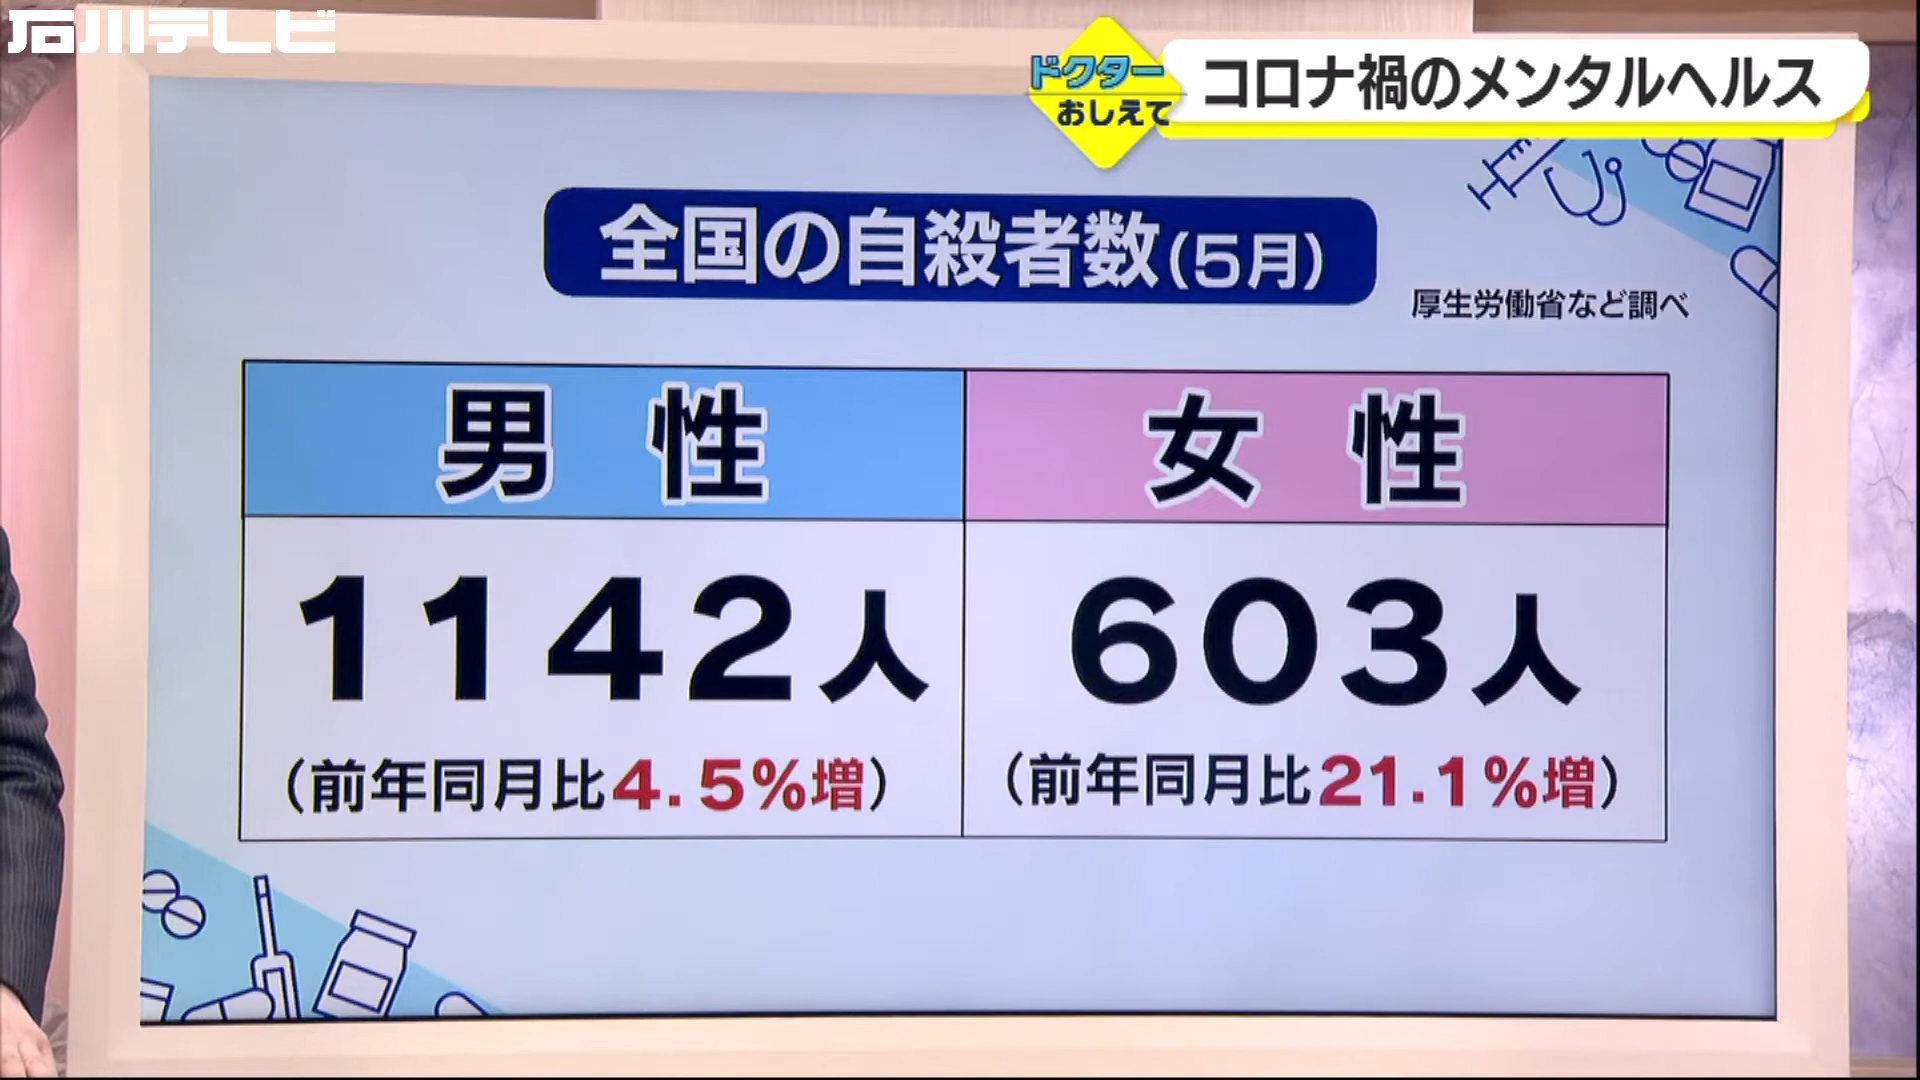 石川テレビ
ドクター
おしえて
コロナ禍のメンタルヘルス
全国の自殺者数(5月)
厚生労働省など調べ
男性
女性
1142人
603人
(前年同月比4.5%増)
(前年同月比21.1%増)